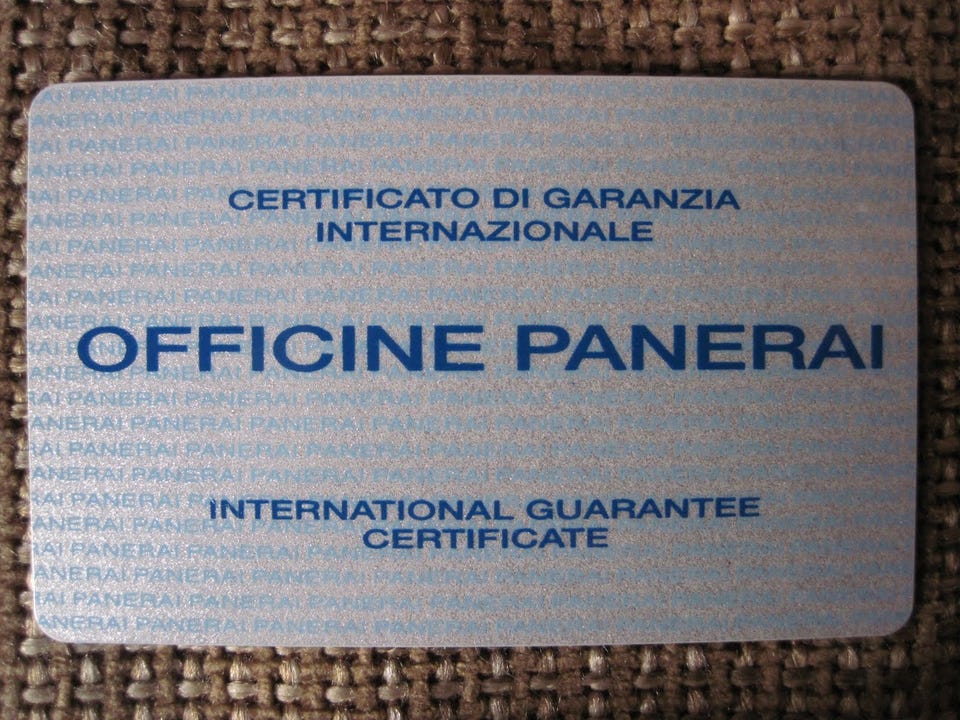 CERTIFICATO DI GARANZIA
INTERNAZIONALE
OFFICINE PANERAI
INTERNATIONAL GUARANTEE
CERTIFICATE